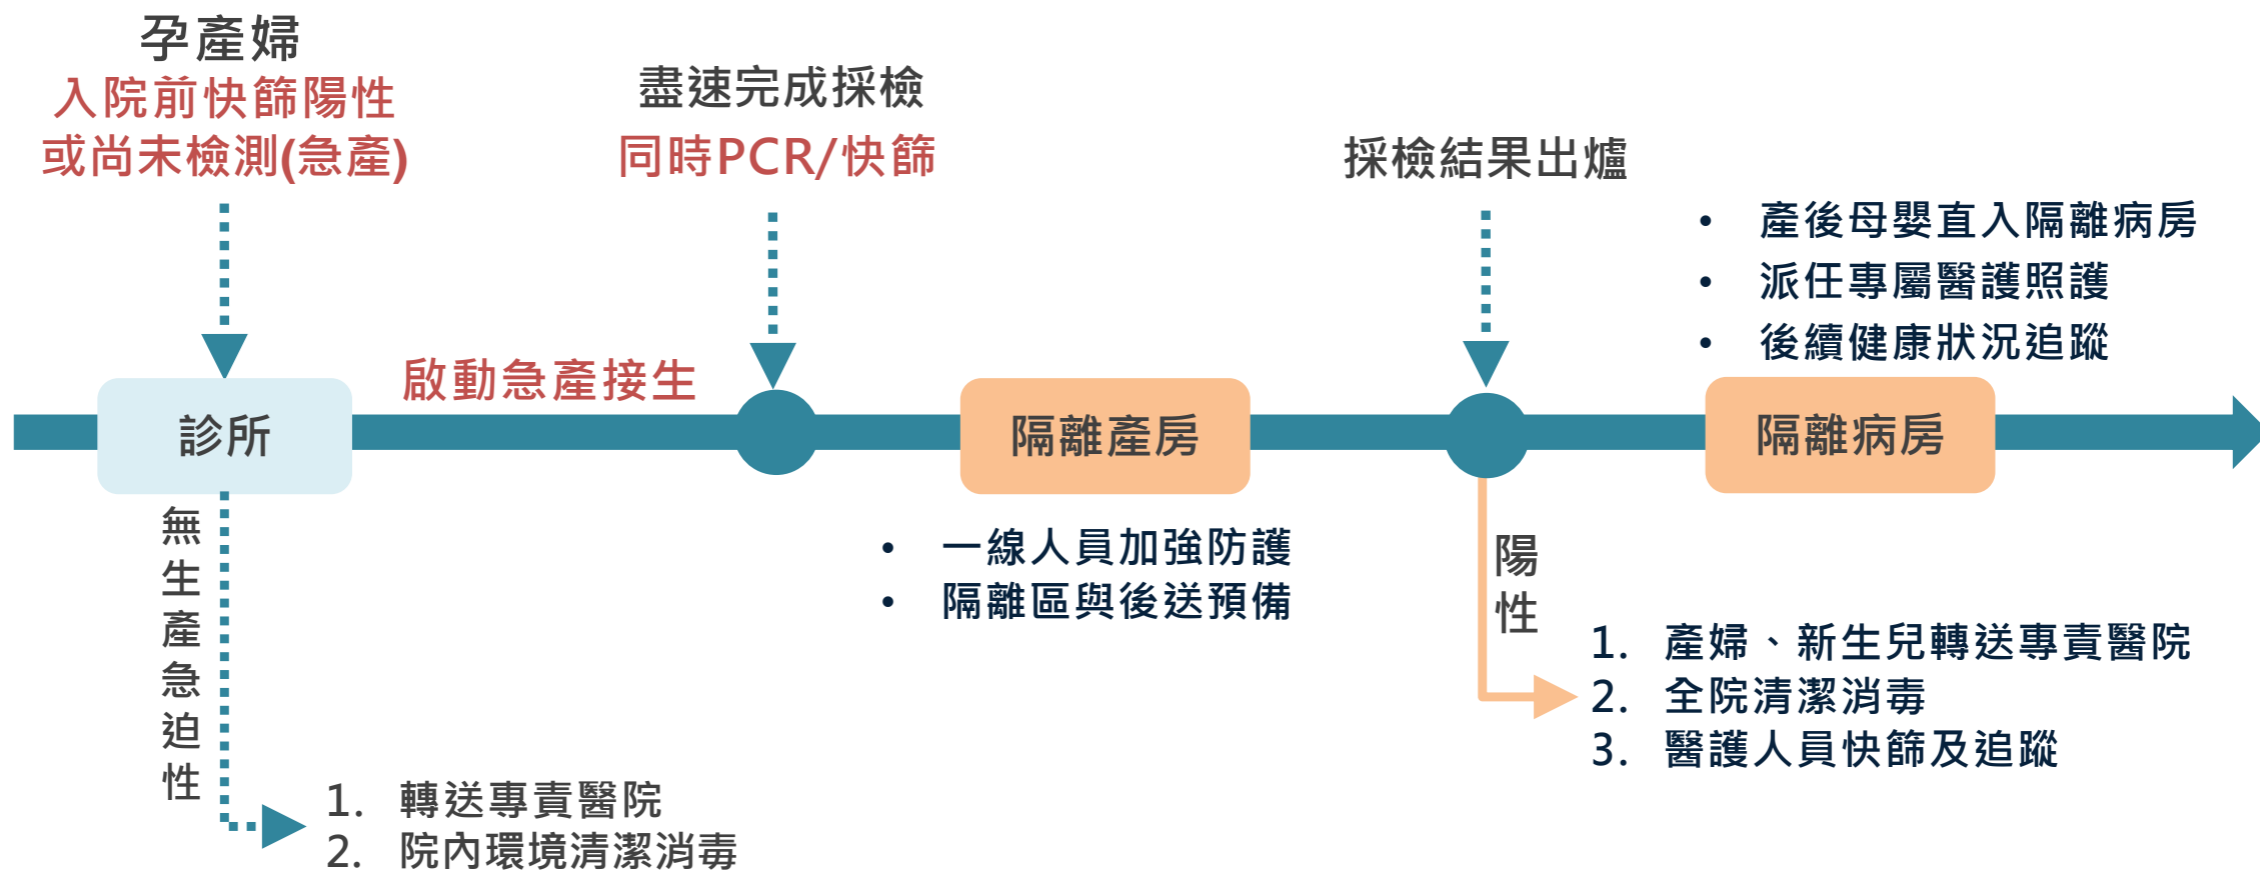 孕產婦
入院前快篩陽性
或尚未檢測(急產)
盡速完成採檢
同時PCR/快篩
採檢結果出爐
• 產後母嬰直入隔離病房
• 派任專屬醫護照護
• 後續健康狀況追蹤
啟動急產接生
診所
隔離產房
隔離病房
無生產急迫性
• 一線人員加強防護
• 隔離區與後送預備
陽性
1. 產婦、新生兒轉送專責醫院
2. 全院清潔消毒
3. 醫護人員快篩及追蹤
1. 轉送專責醫院
2. 院內環境清潔消毒